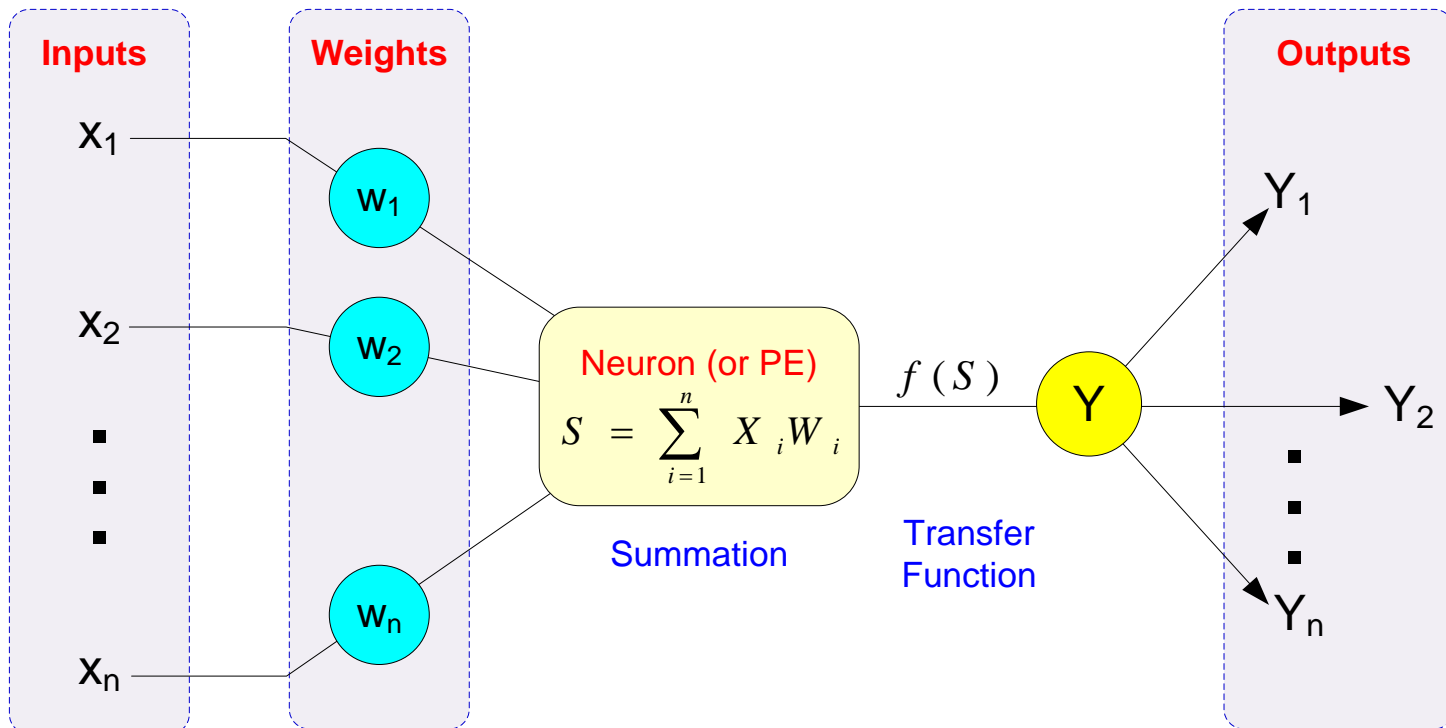 Inputs
Weights
Outputs
x₁
w₁
Y₁
x₂
w₂
Neuron (or PE)
S = ∑ⁿᵢ₌₁ X ᵢ W ᵢ
f ( S )
Y
Y₂
Summation
Transfer
Function
wₙ
Yₙ
xₙ